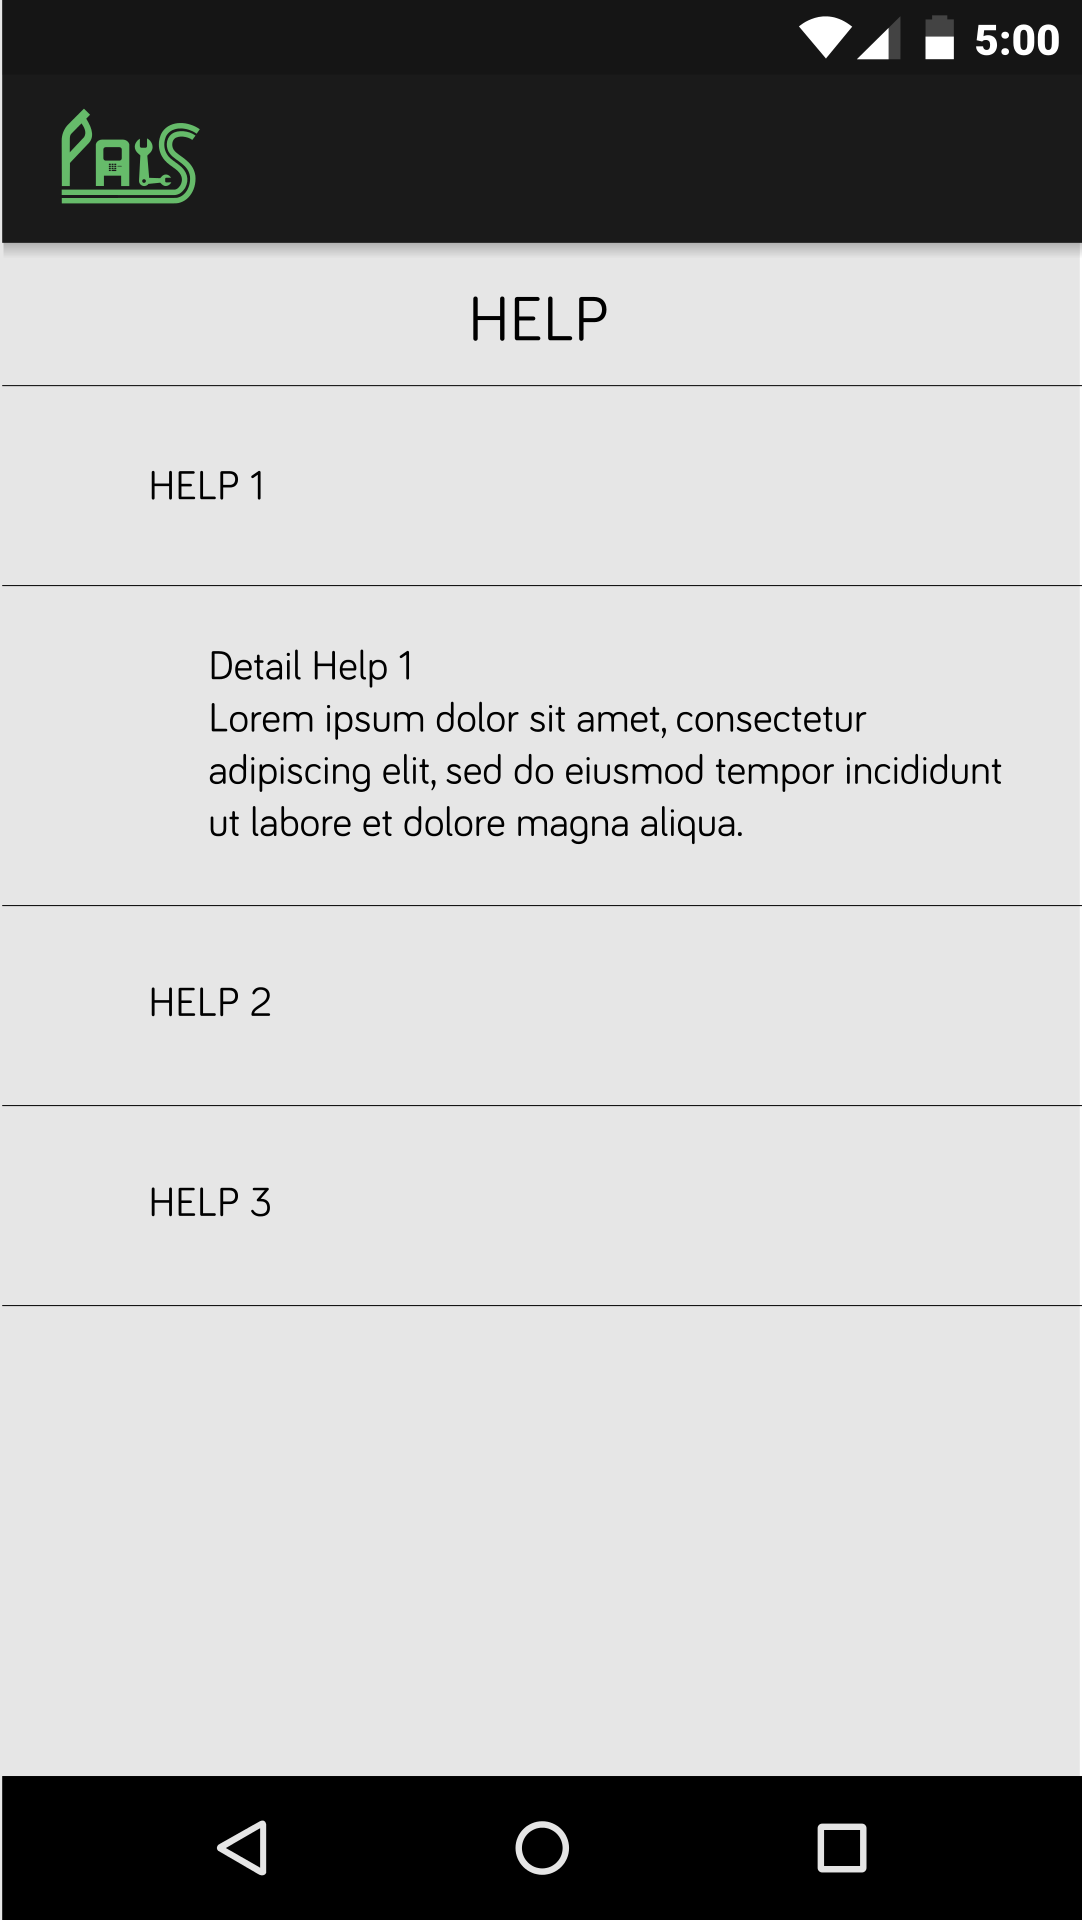 5:00
PALS
HELP
HELP 1
Detail Help 1
Lorem ipsum dolor sit amet, consectetur
adipiscing elit, sed do eiusmod tempor incididunt
ut labore et dolore magna aliqua.
HELP 2
HELP 3